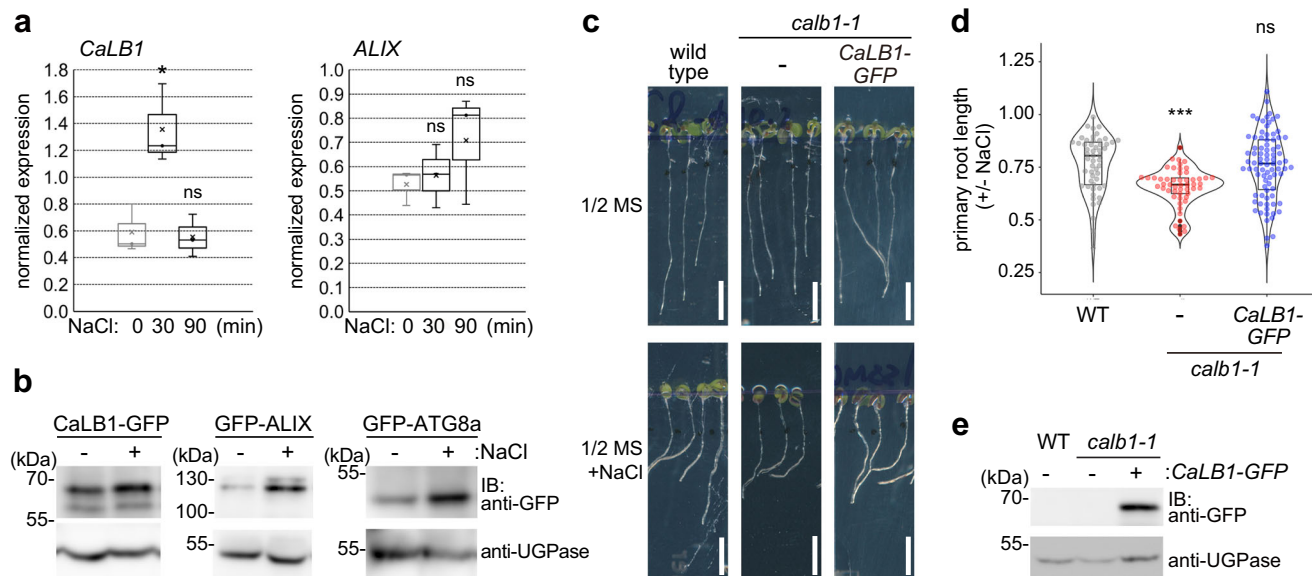 a
CaLB1
normalized expression
1.8
1.6
1.4
1.2
1.0
0.8
0.6
0.4
0.2
0.0
*
ns
NaCl: 0 30 90 (min)
ALIX
normalized expression
1.0
0.9
0.8
0.7
0.6
0.5
0.4
0.3
0.2
0.1
0.0
ns
ns
NaCl: 0 30 90 (min)
b
CaLB1-GFP
(kDa) - +
70-
55-
GFP-ALIX
(kDa) - +
130-
100-
55-
GFP-ATG8a
- + :NaCl
55-
IB:
anti-GFP
55-
anti-UGPase
c
calb1-1
wild
type
-
CaLB1-
GFP
1/2 MS
1/2 MS
+NaCl
d
primary root length
(+/- NaCl)
1.25
1.00
0.75
0.50
0.25
***
ns
WT
-
CaLB1-
GFP
calb1-1
e
WT calb1-1
(kDa) - - + :CaLB1-GFP
70-
IB:
anti-GFP
55-
55-
anti-UGPase